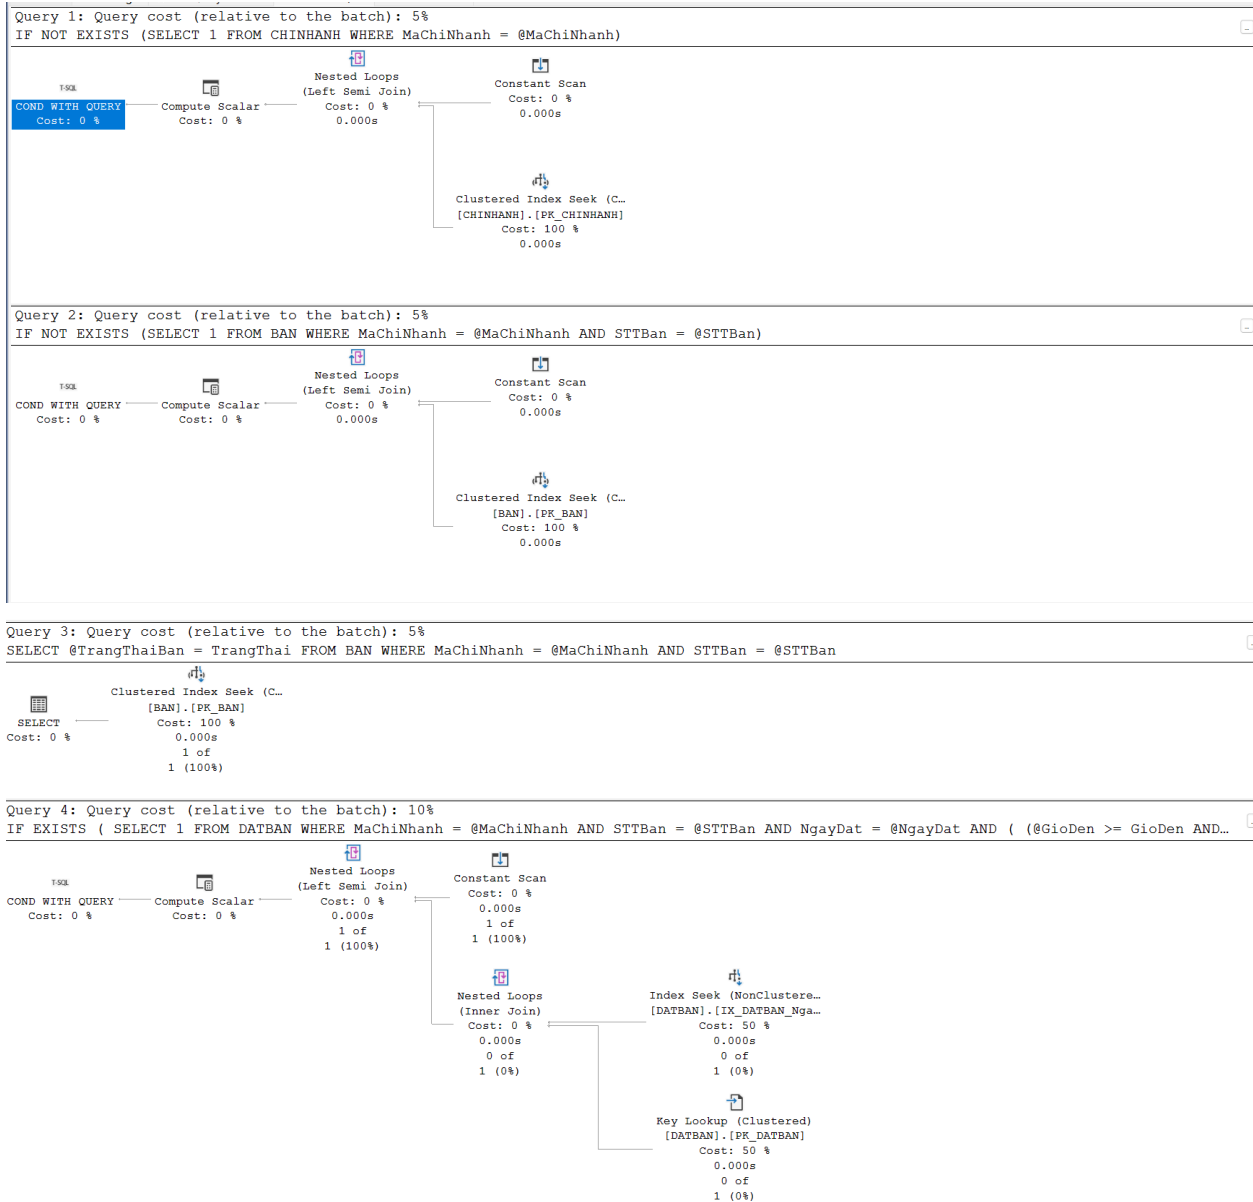 Query 1: Query cost (relative to the batch): 5%
IF NOT EXISTS (SELECT 1 FROM CHINHANH WHERE MaChiNhanh = @MaChiNhanh)
T-SQL
COND WITH QUERY
Cost: 0 %
Compute Scalar
Cost: 0 %
Nested Loops
(Left Semi Join)
Cost: 0 %
0.000s
Constant Scan
Cost: 0 %
0.000s
Clustered Index Seek (C…
[CHINHANH].[PK_CHINHANH]
Cost: 100 %
0.000s
Query 2: Query cost (relative to the batch): 5%
IF NOT EXISTS (SELECT 1 FROM BAN WHERE MaChiNhanh = @MaChiNhanh AND STTBan = @STTBan)
T-SQL
COND WITH QUERY
Cost: 0 %
Compute Scalar
Cost: 0 %
Nested Loops
(Left Semi Join)
Cost: 0 %
0.000s
Constant Scan
Cost: 0 %
0.000s
Clustered Index Seek (C…
[BAN].[PK_BAN]
Cost: 100 %
0.000s
Query 3: Query cost (relative to the batch): 5%
SELECT @TrangThaiBan = TrangThai FROM BAN WHERE MaChiNhanh = @MaChiNhanh AND STTBan = @STTBan
SELECT
Cost: 0 %
Clustered Index Seek (C…
[BAN].[PK_BAN]
Cost: 100 %
0.000s
1 of
1 (100%)
Query 4: Query cost (relative to the batch): 10%
IF EXISTS ( SELECT 1 FROM DATBAN WHERE MaChiNhanh = @MaChiNhanh AND STTBan = @STTBan AND NgayDat = @NgayDat AND ( (@GioDen >= GioDen AND…
T-SQL
COND WITH QUERY
Cost: 0 %
Compute Scalar
Cost: 0 %
Nested Loops
(Left Semi Join)
Cost: 0 %
0.000s
1 of
1 (100%)
Constant Scan
Cost: 0 %
0.000s
1 of
1 (100%)
Nested Loops
(Inner Join)
Cost: 0 %
0.000s
0 of
1 (0%)
Index Seek (NonClustere…
[DATBAN].[IX_DATBAN_Nga…
Cost: 50 %
0.000s
0 of
1 (0%)
Key Lookup (Clustered)
[DATBAN].[PK_DATBAN]
Cost: 50 %
0.000s
0 of
1 (0%)